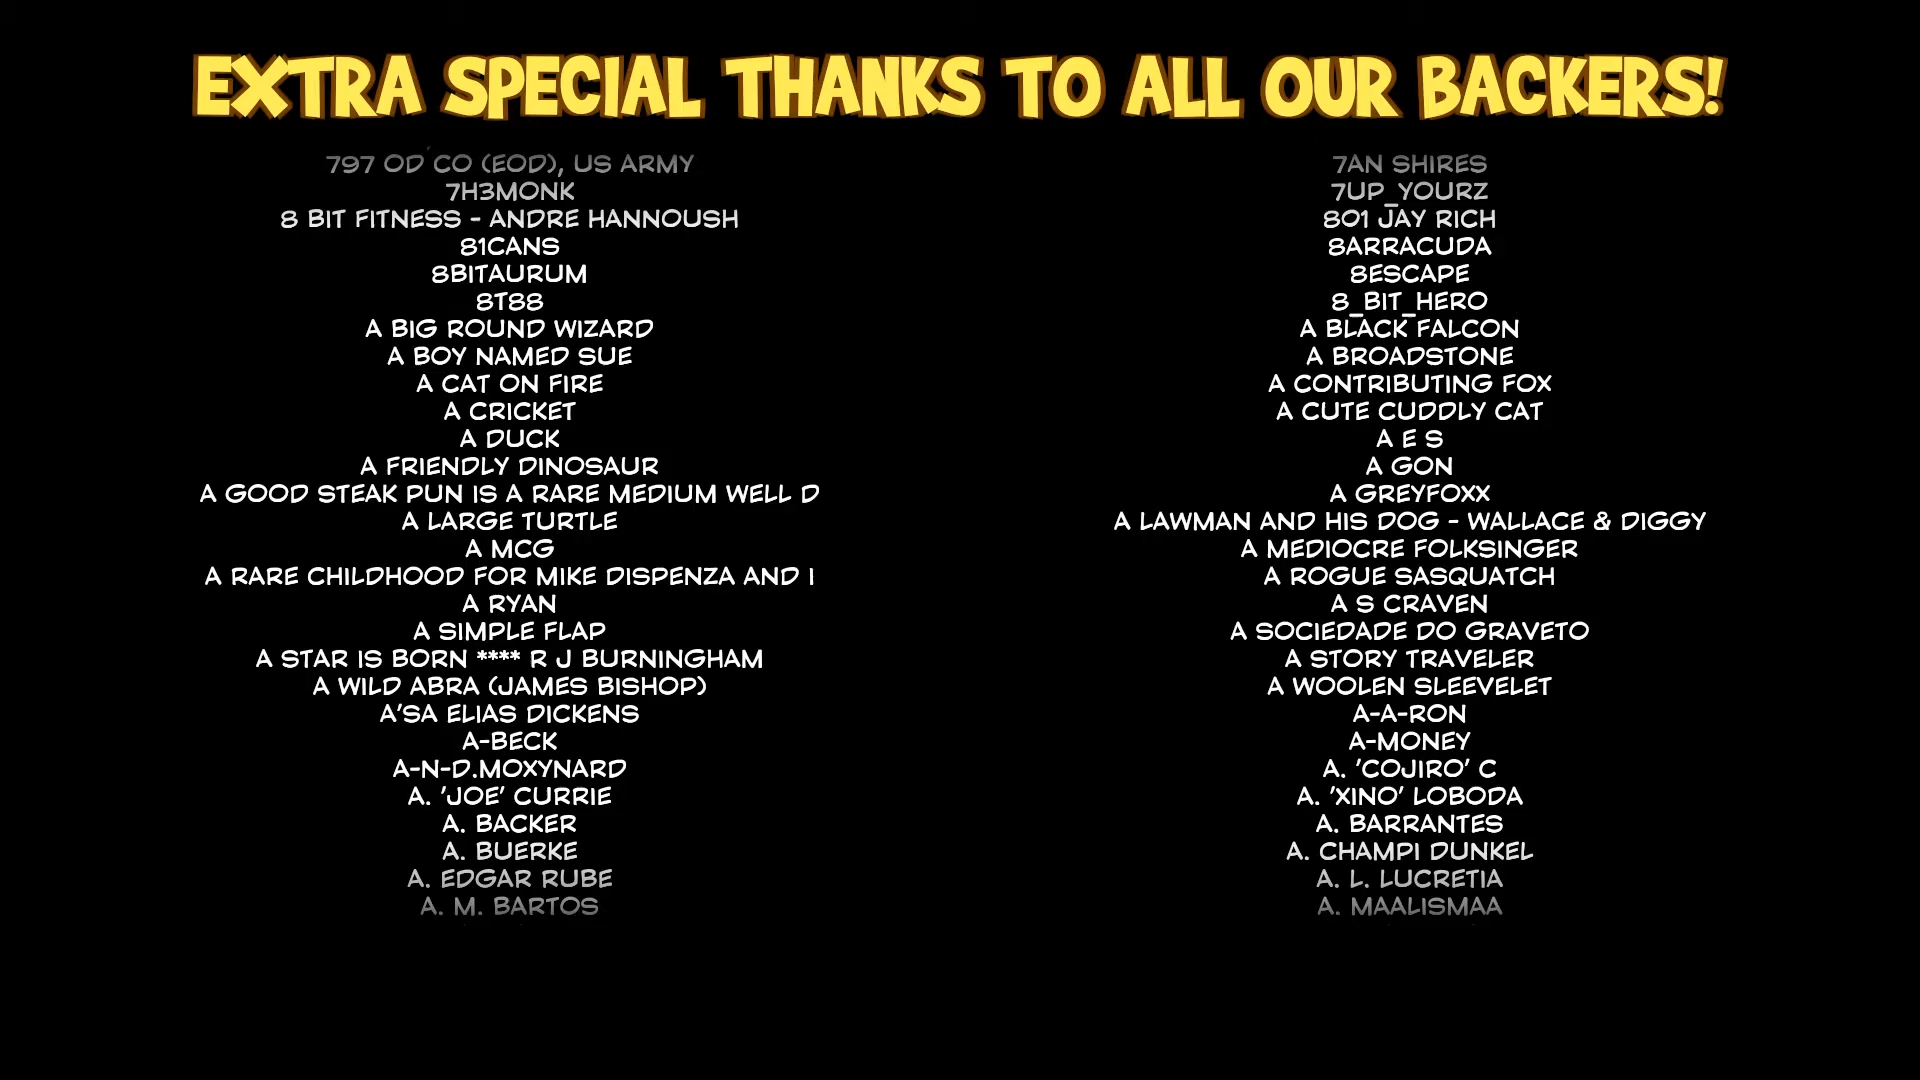 EXTRA SPECIAL THANKS TO ALL OUR BACKERS!
797 OD CO (EOD), US ARMY
7AN SHIRES
7H3MONK
7UP_YOURZ
8 BIT FITNESS - ANDRE HANNOUSH
801 JAY RICH
81CANS
8ARRACUDA
8BITAURUM
8ESCAPE
8T88
8_BIT_HERO
A BIG ROUND WIZARD
A BLACK FALCON
A BOY NAMED SUE
A BROADSTONE
A CAT ON FIRE
A CONTRIBUTING FOX
A CRICKET
A CUTE CUDDLY CAT
A DUCK
A E S
A FRIENDLY DINOSAUR
A GON
A GOOD STEAK PUN IS A RARE MEDIUM WELL D
A GREYFOXX
A LARGE TURTLE
A LAWMAN AND HIS DOG - WALLACE & DIGGY
A MCG
A MEDIOCRE FOLKSINGER
A RARE CHILDHOOD FOR MIKE DISPENZA AND I
A ROGUE SASQUATCH
A RYAN
A S CRAVEN
A SIMPLE FLAP
A SOCIEDADE DO GRAVETO
A STAR IS BORN **** R J BURNINGHAM
A STORY TRAVELER
A WILD ABRA (JAMES BISHOP)
A WOOLEN SLEEVELET
A'SA ELIAS DICKENS
A-A-RON
A-BECK
A-MONEY
A-N-D.MOXYNARD
A. 'COJIRO' C
A. 'JOE' CURRIE
A. 'XINO' LOBODA
A. BACKER
A. BARRANTES
A. BUERKE
A. CHAMPI DUNKEL
A. EDGAR RUBE
A. L. LUCRETIA
A. M. BARTOS
A. MAALISMAA